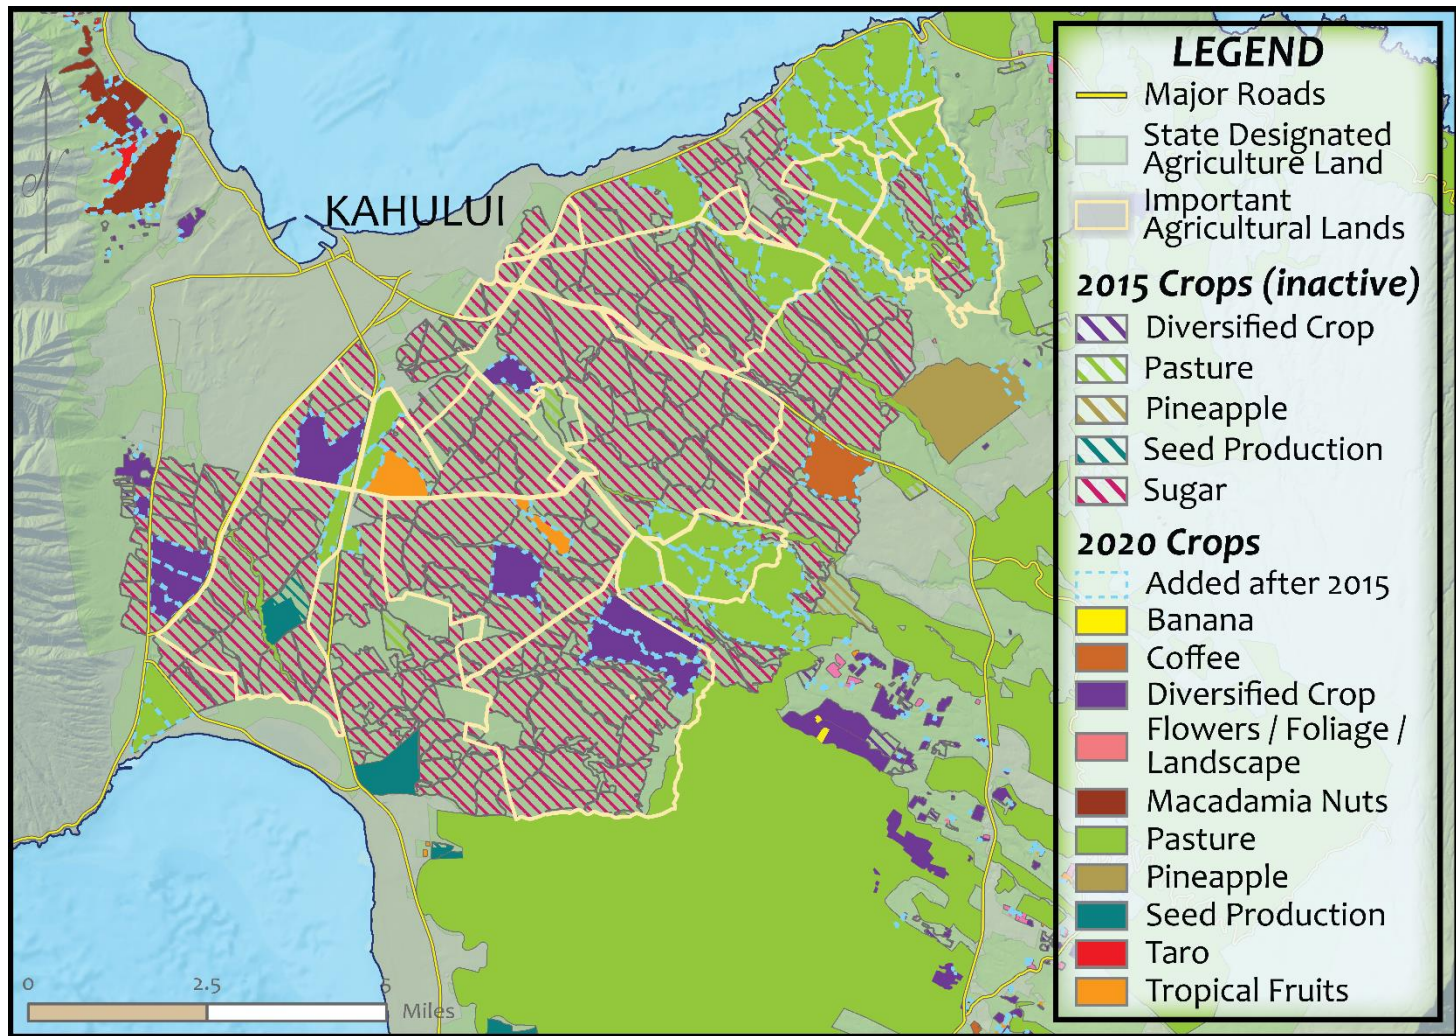 KAHULUI
N
0
2.5
5
Miles
LEGEND
Major Roads
State Designated
Agriculture Land
Important
Agricultural Lands
2015 Crops (inactive)
Diversified Crop
Pasture
Pineapple
Seed Production
Sugar
2020 Crops
Added after 2015
Banana
Coffee
Diversified Crop
Flowers / Foliage /
Landscape
Macadamia Nuts
Pasture
Pineapple
Seed Production
Taro
Tropical Fruits